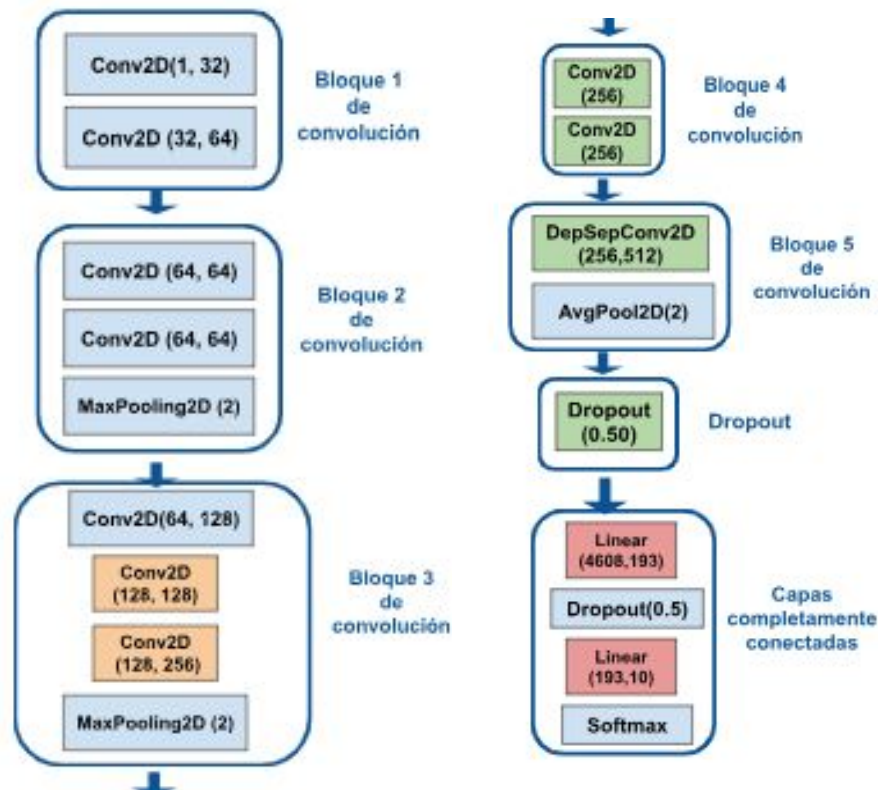 Conv2D(1, 32)
Conv2D (32, 64)
Bloque 1
de
convolución
Conv2D (64, 64)
Conv2D (64, 64)
MaxPooling2D (2)
Bloque 2
de
convolución
Conv2D(64, 128)
Conv2D
(128, 128)
Conv2D
(128, 256)
MaxPooling2D (2)
Bloque 3
de
convolución
Conv2D
(256)
Conv2D
(256)
Bloque 4
de
convolución
DepSepConv2D
(256,512)
AvgPool2D(2)
Bloque 5
de
convolución
Dropout
(0.50)
Dropout
Linear
(4608,193)
Dropout(0.5)
Linear
(193,10)
Softmax
Capas
completamente
conectadas